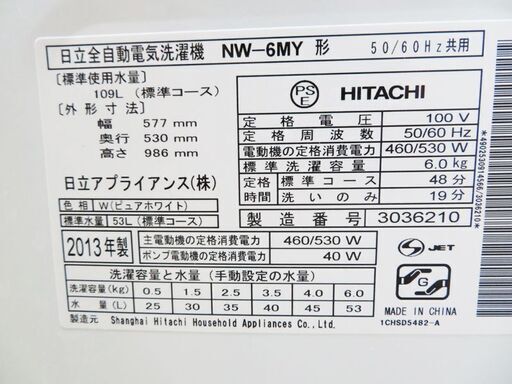 日立全自動電気洗濯機 NW-6MY 形 50/60Hz共用
[標準使用水量]
109L (標準コース)
[外形寸法]
幅 577 mm
奥行 530 mm
高さ 986 mm
日立アプライアンス(株)
色相 W(ピュアホワイト)
標準水量 53L (標準コース)
PS
E
HITACHI
定格電圧 100 V
定格周波数 50/60 Hz
電動機の定格消費電力 460/530 W
標準洗濯容量 6.0kg
定格時間 標準コース 48分
洗いのみ 19分
製造番号 3036210
2013年製
主電動機の定格消費電力 460/530 W
ポンプ電動機の定格消費電力 40 W
S JET
洗濯容量と水量 (手動設定の水量)
洗濯容量(kg) 0.5 1.5 2.5 3.5 4.0 6.0
水量 (L) 25 30 35 40 45 53
G
MADE IN CHINA
製造元 Shanghai Hitachi Household Appliances Co., Ltd.
1CHSD5482-A
*4902530914566/3036210*